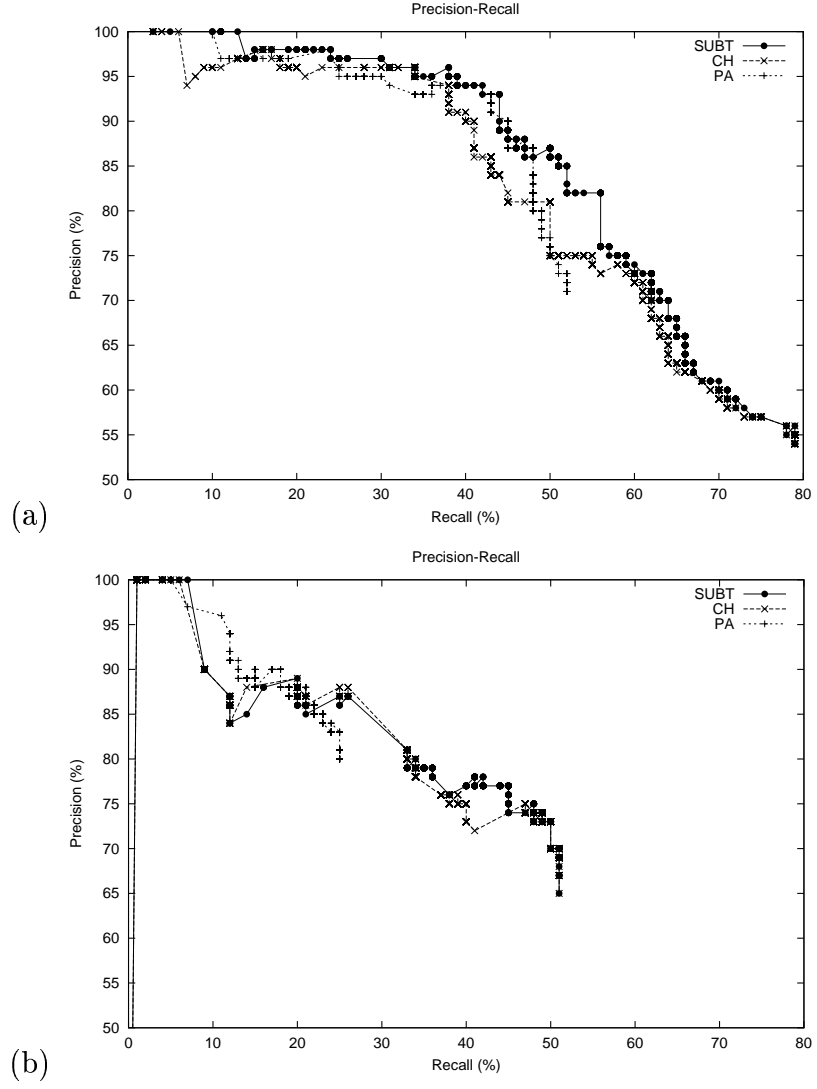 Precision-Recall
100
95
90
85
80
75
70
65
60
55
50
Precision (%)
SUBT
CH
PA
0 10 20 30 40 50 60 70 80
Recall (%)
(a)
Precision-Recall
100
95
90
85
80
75
70
65
60
55
50
Precision (%)
SUBT
CH
PA
0 10 20 30 40 50 60 70 80
Recall (%)
(b)